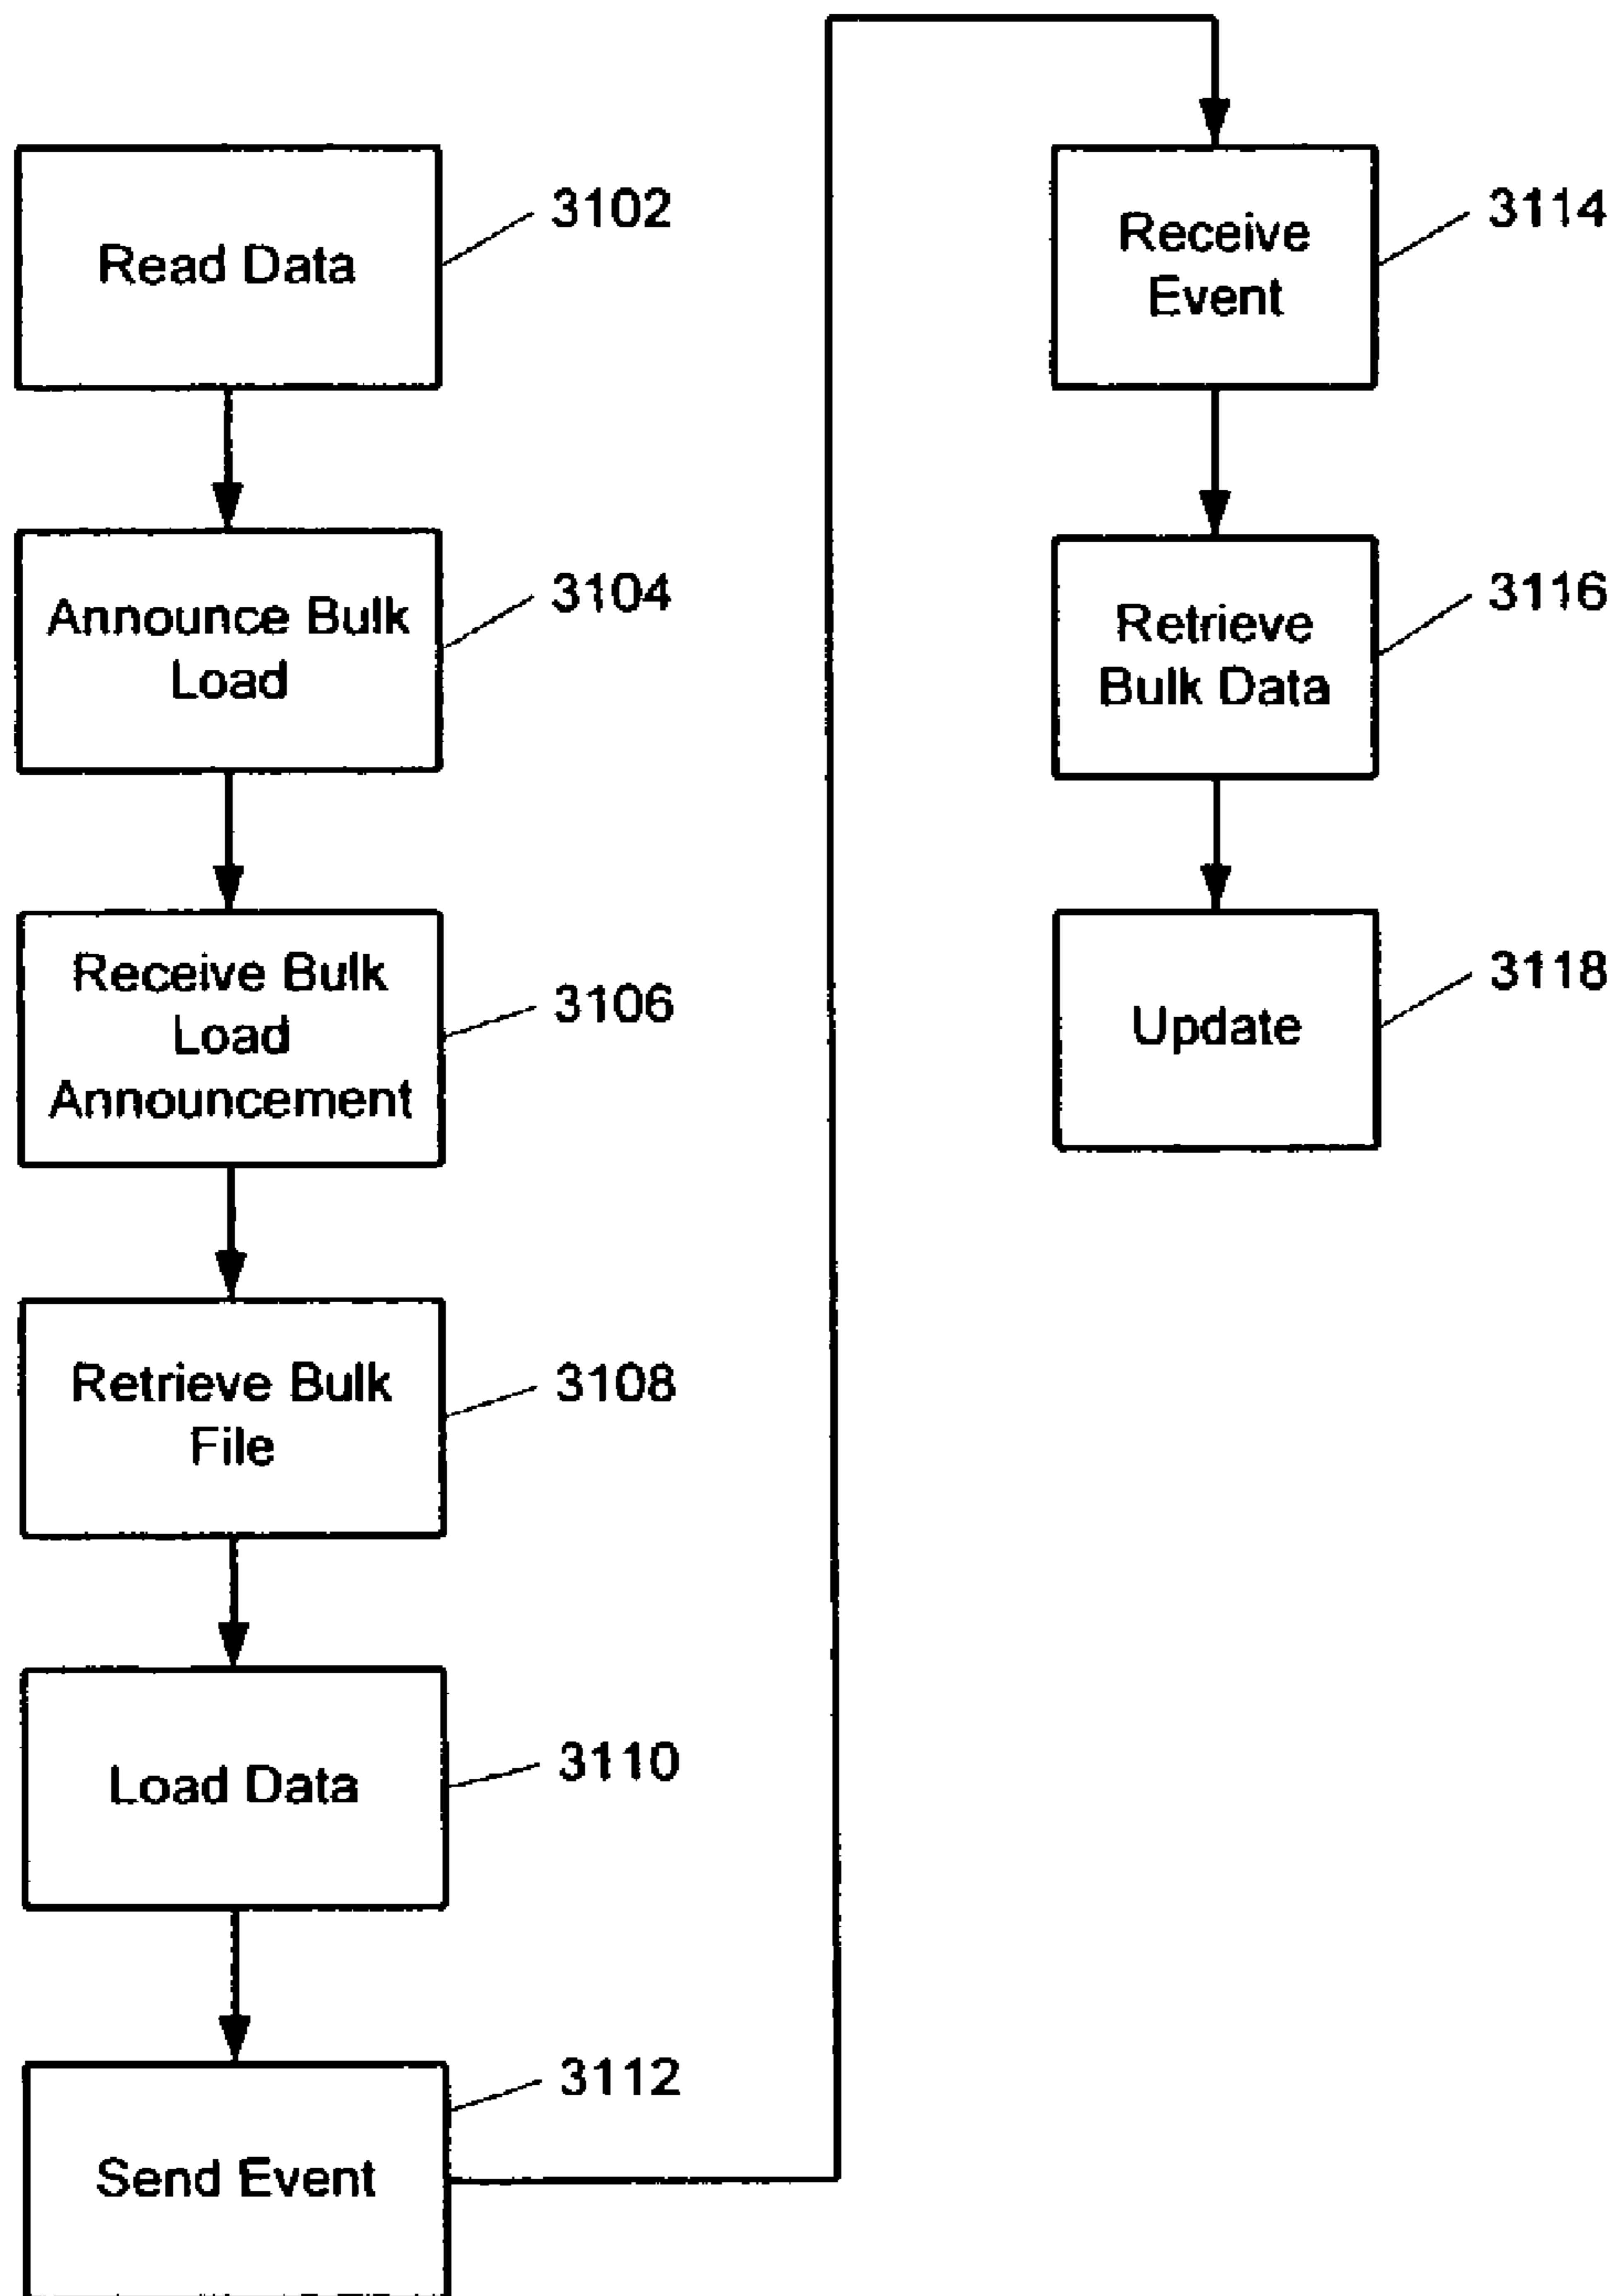 Read Data
3102
Announce Bulk
Load
3104
Receive Bulk
Load
Announcement
3106
Retrieve Bulk
File
3108
Load Data
3110
Send Event
3112
Receive
Event
3114
Retrieve
Bulk Data
3116
Update
3118